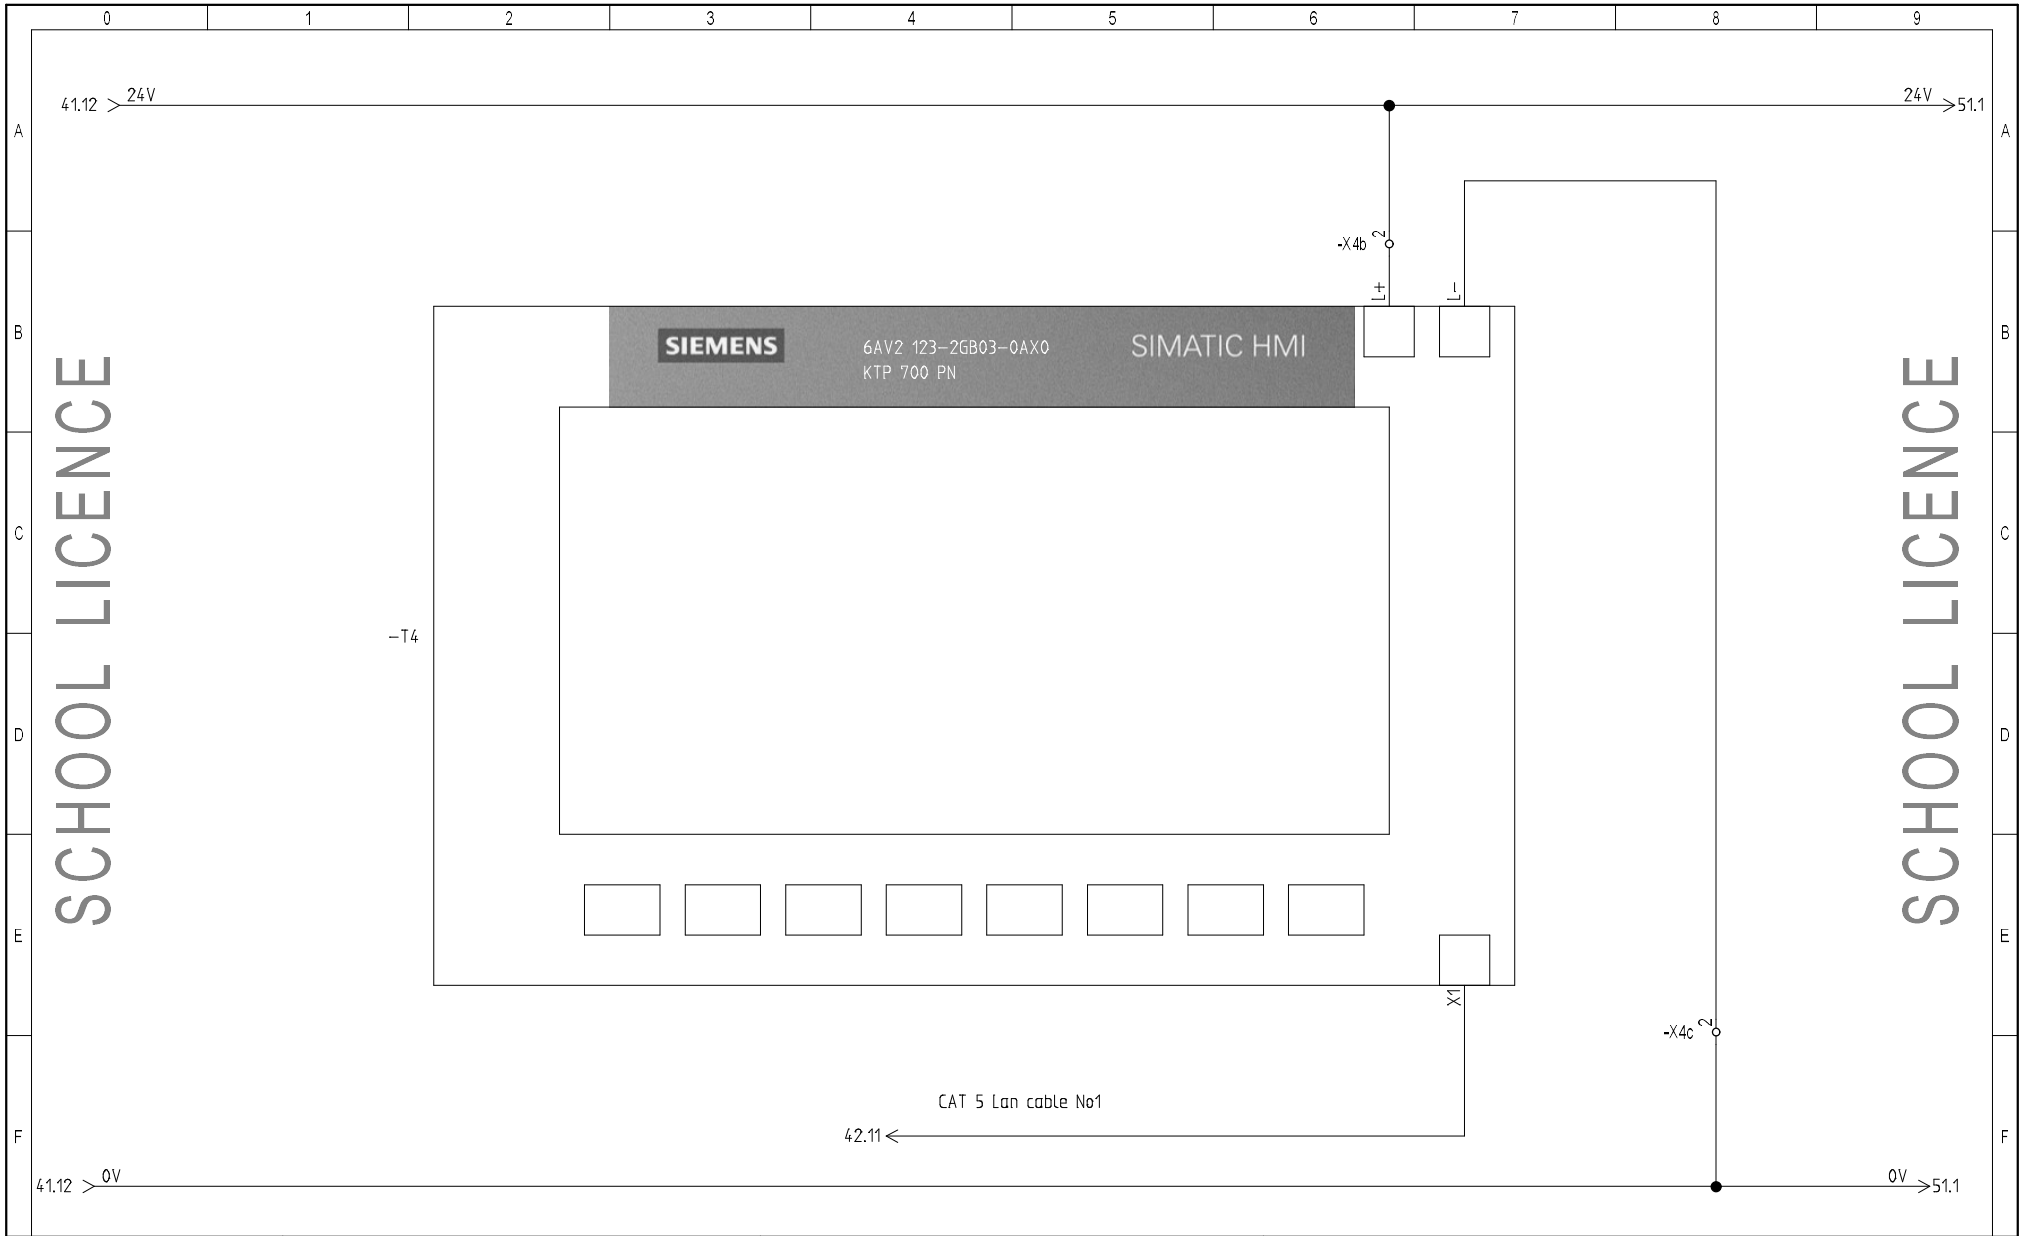 0 1 2 3 4 5 6 7 8 9
41.12 24V 24V 51.1
A A
-X4b 2
L+ L-
B B
SIEMENS 6AV2 123-2GB03-0AX0 SIMATIC HMI
KTP 700 PN
SCHOOL LICENCE
SCHOOL LICENCE
C C
-T4
D D
E E
X1
-X4c 2
CAT 5 Lan cable No1
42.11
F F
41.12 0V 0V 51.1